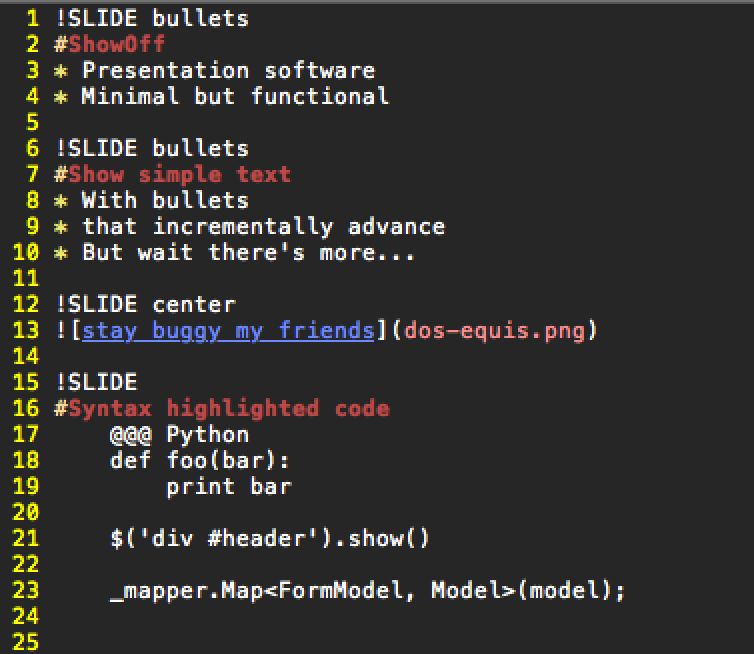 1 !SLIDE bullets
2 #ShowOff
3 * Presentation software
4 * Minimal but functional
5
6 !SLIDE bullets
7 #Show simple text
8 * With bullets
9 * that incrementally advance
10 * But wait there's more...
11
12 !SLIDE center
13 ![stay buggy my friends](dos-equis.png)
14
15 !SLIDE
16 #Syntax highlighted code
17     @@@ Python
18     def foo(bar):
19         print bar
20
21     $('div #header').show()
22
23     _mapper.Map<FormModel, Model>(model);
24
25